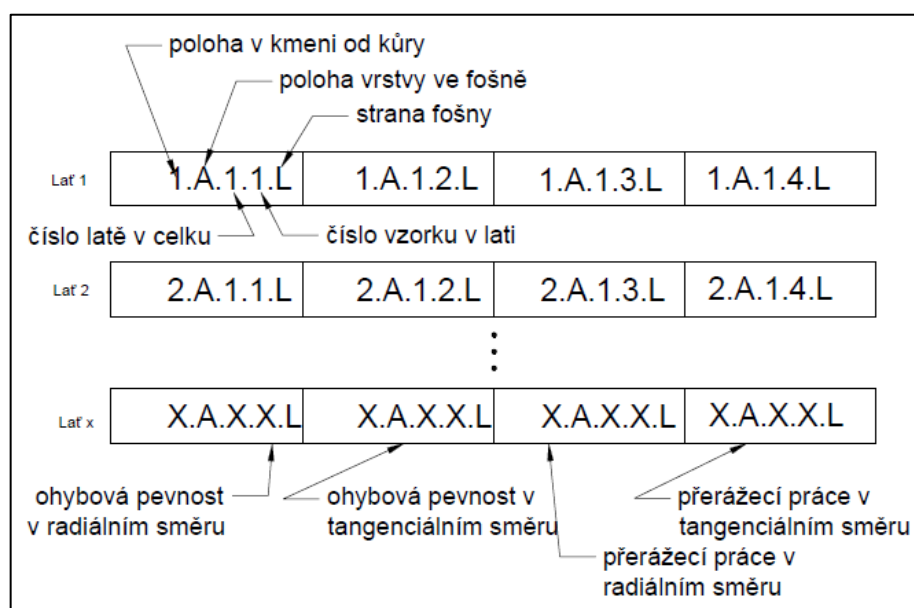 poloha v kmeni od kůry
poloha vrstvy ve fošně
strana fošny
Lať 1 1.A.1.1.L 1.A.1.2.L 1.A.1.3.L 1.A.1.4.L
číslo latě v celku číslo vzorku v lati
Lať 2 2.A.1.1.L 2.A.1.2.L 2.A.1.3.L 2.A.1.4.L
Lať x X.A.X.X.L X.A.X.X.L X.A.X.X.L X.A.X.X.L
ohybová pevnost
v radiálním směru
ohybová pevnost v
tangenciálním směru
přerážecí práce v
radiálním směru
přerážecí práce v
tangenciálním směru